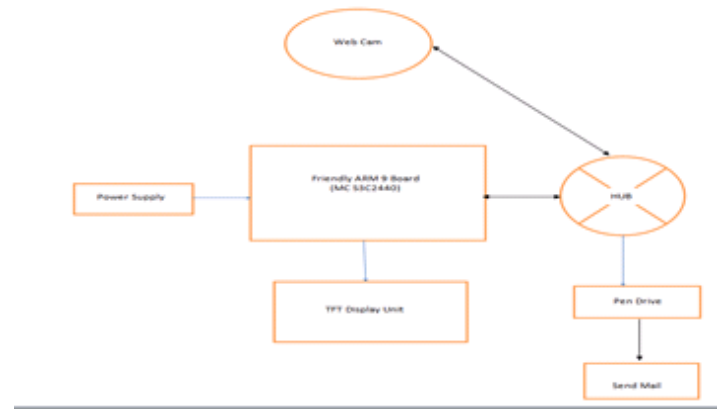 Web Cam
Friendly ARM 9 Board
(MC S3C2440)
Power Supply
HUB
TFT Display Unit
Pen Drive
Send Mail